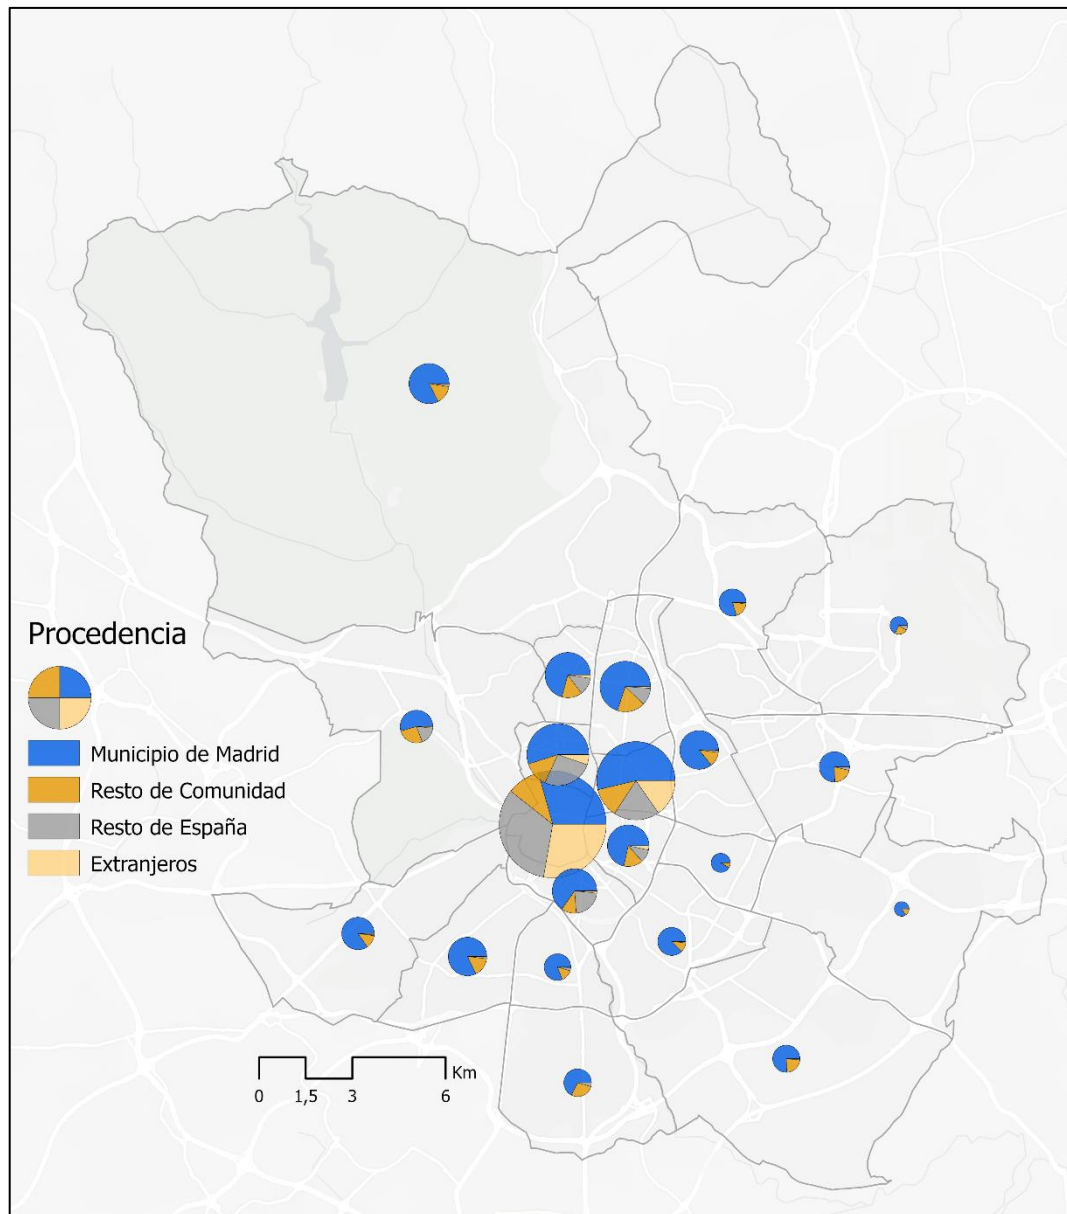 Procedencia
Municipio de Madrid
Resto de Comunidad
Resto de España
Extranjeros
Km
0 1,5 3 6